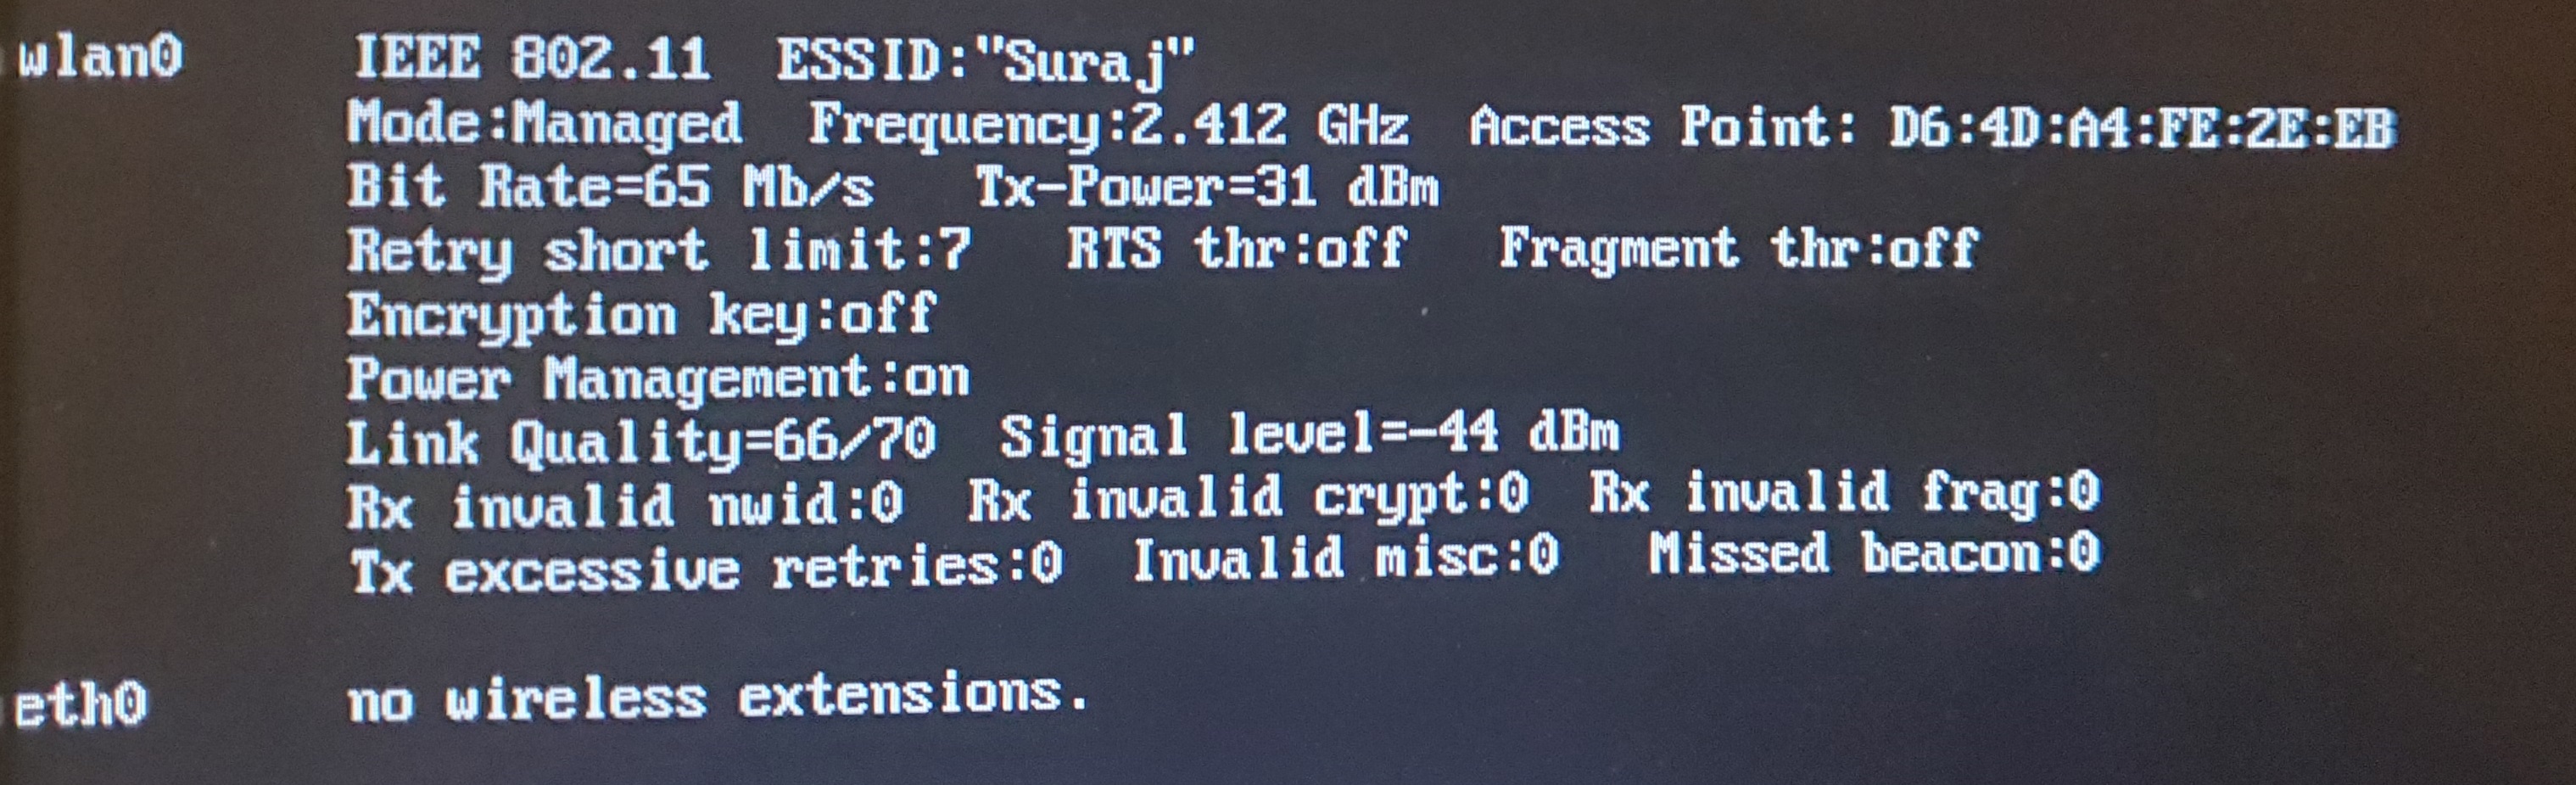 wlan0 IEEE 802.11 ESSID:"Suraj"
Mode:Managed Frequency:2.412 GHz Access Point: D6:4D:A4:FE:2E:EB
Bit Rate=65 Mb/s Tx-Power=31 dBm
Retry short limit:7 RTS thr:off Fragment thr:off
Encryption key:off
Power Management:on
Link Quality=66/70 Signal level=-44 dBm
Rx invalid nwid:0 Rx invalid crypt:0 Rx invalid frag:0
Tx excessive retries:0 Invalid misc:0 Missed beacon:0
eth0 no wireless extensions.